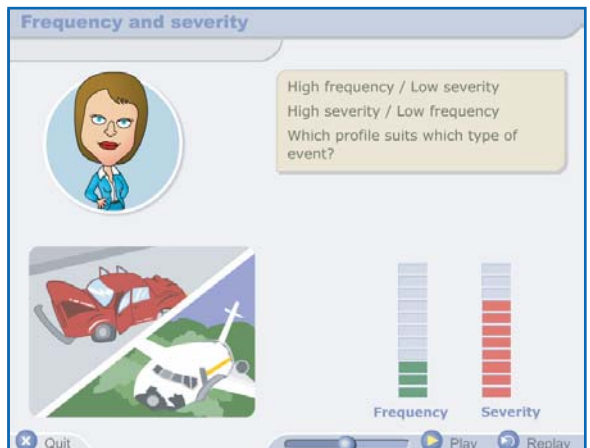 Frequency and severity
High frequency / Low severity
High severity / Low frequency
Which profile suits which type of
event?
Frequency Severity
Quit Play Replay